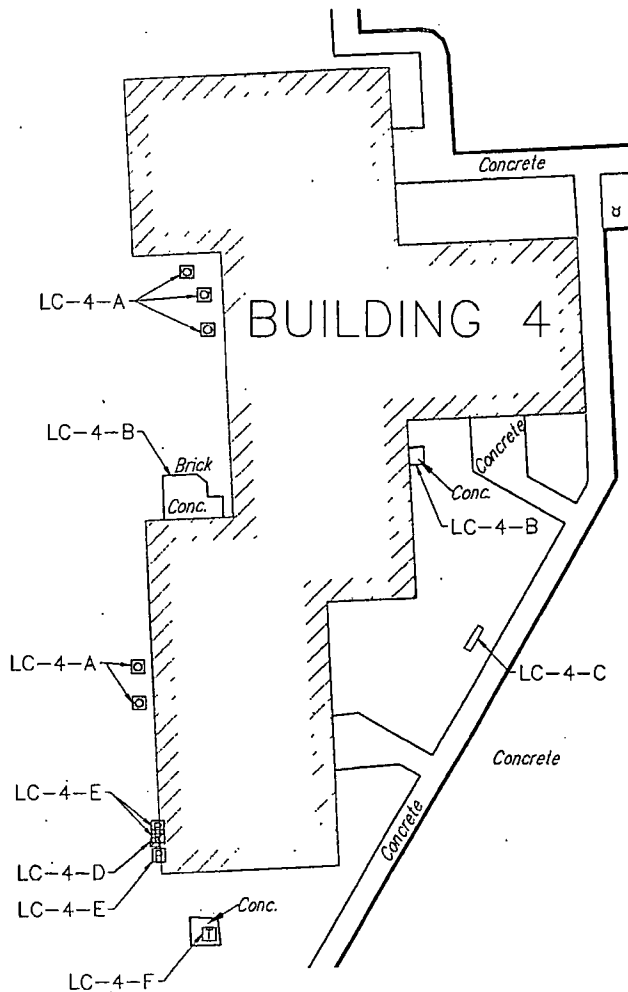 Concrete
LC-4-A
BUILDING 4
LC-4-B
Brick
Conc.
Concrete
Conc.
LC-4-B
LC-4-A
LC-4-C
Concrete
LC-4-E
LC-4-D
LC-4-E
Concrete
Conc.
T
LC-4-F